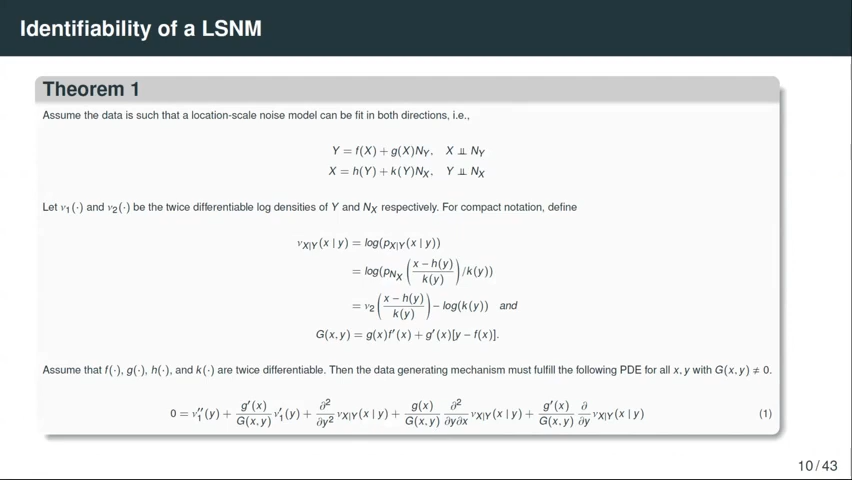 Identifiability of a LSNM
Theorem 1
Assume the data is such that a location-scale noise model can be fit in both directions, i.e.,
Y = f(X) + g(X)N_Y,   X ⫫ N_Y
X = h(Y) + k(Y)N_X,   Y ⫫ N_X
Let ν₁(·) and ν₂(·) be the twice differentiable log densities of Y and N_X respectively. For compact notation, define
ν_{X|Y}(x | y) = log(p_{X|Y}(x | y))
= log(p_{N_X}((x − h(y))/k(y))/k(y))
= ν₂((x − h(y))/k(y)) − log(k(y))   and
G(x, y) = g(x)f′(x) + g′(x)[y − f(x)].
Assume that f(·), g(·), h(·), and k(·) are twice differentiable. Then the data generating mechanism must fulfill the following PDE for all x, y with G(x, y) ≠ 0.
0 = ν₁″(y) + g′(x)/G(x, y) ν₁′(y) + ∂²/∂y² ν_{X|Y}(x | y) + g(x)/G(x, y) ∂²/∂y∂x ν_{X|Y}(x | y) + g′(x)/G(x, y) ∂/∂y ν_{X|Y}(x | y)   (1)
10 / 43